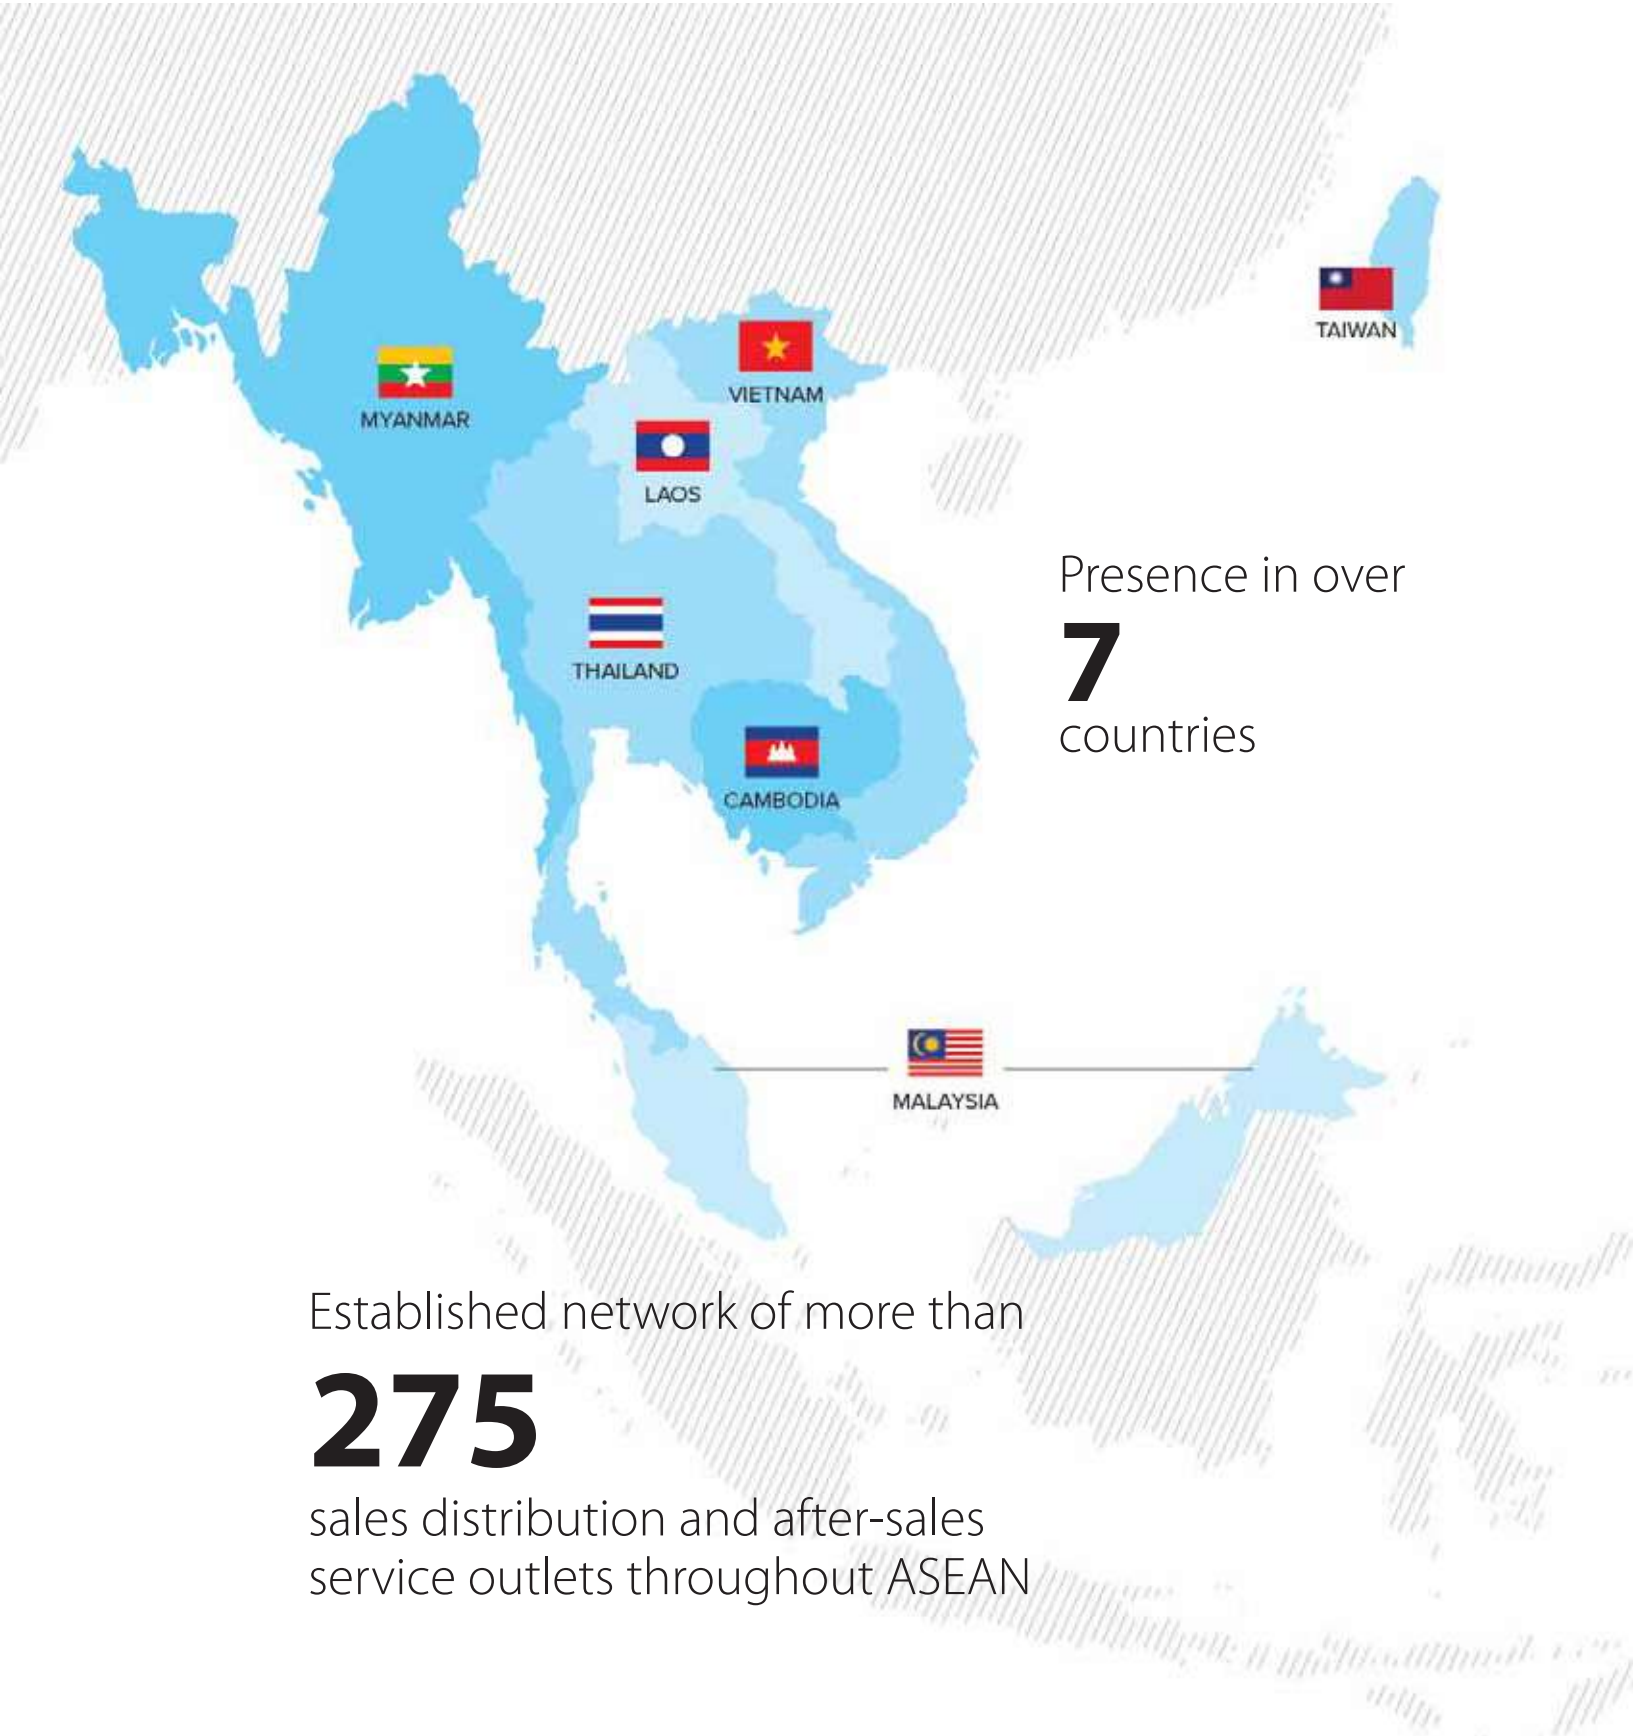 TAIWAN
VIETNAM
MYANMAR
LAOS
Presence in over
7
countries
THAILAND
CAMBODIA
MALAYSIA
Established network of more than
275
sales distribution and after-sales
service outlets throughout ASEAN